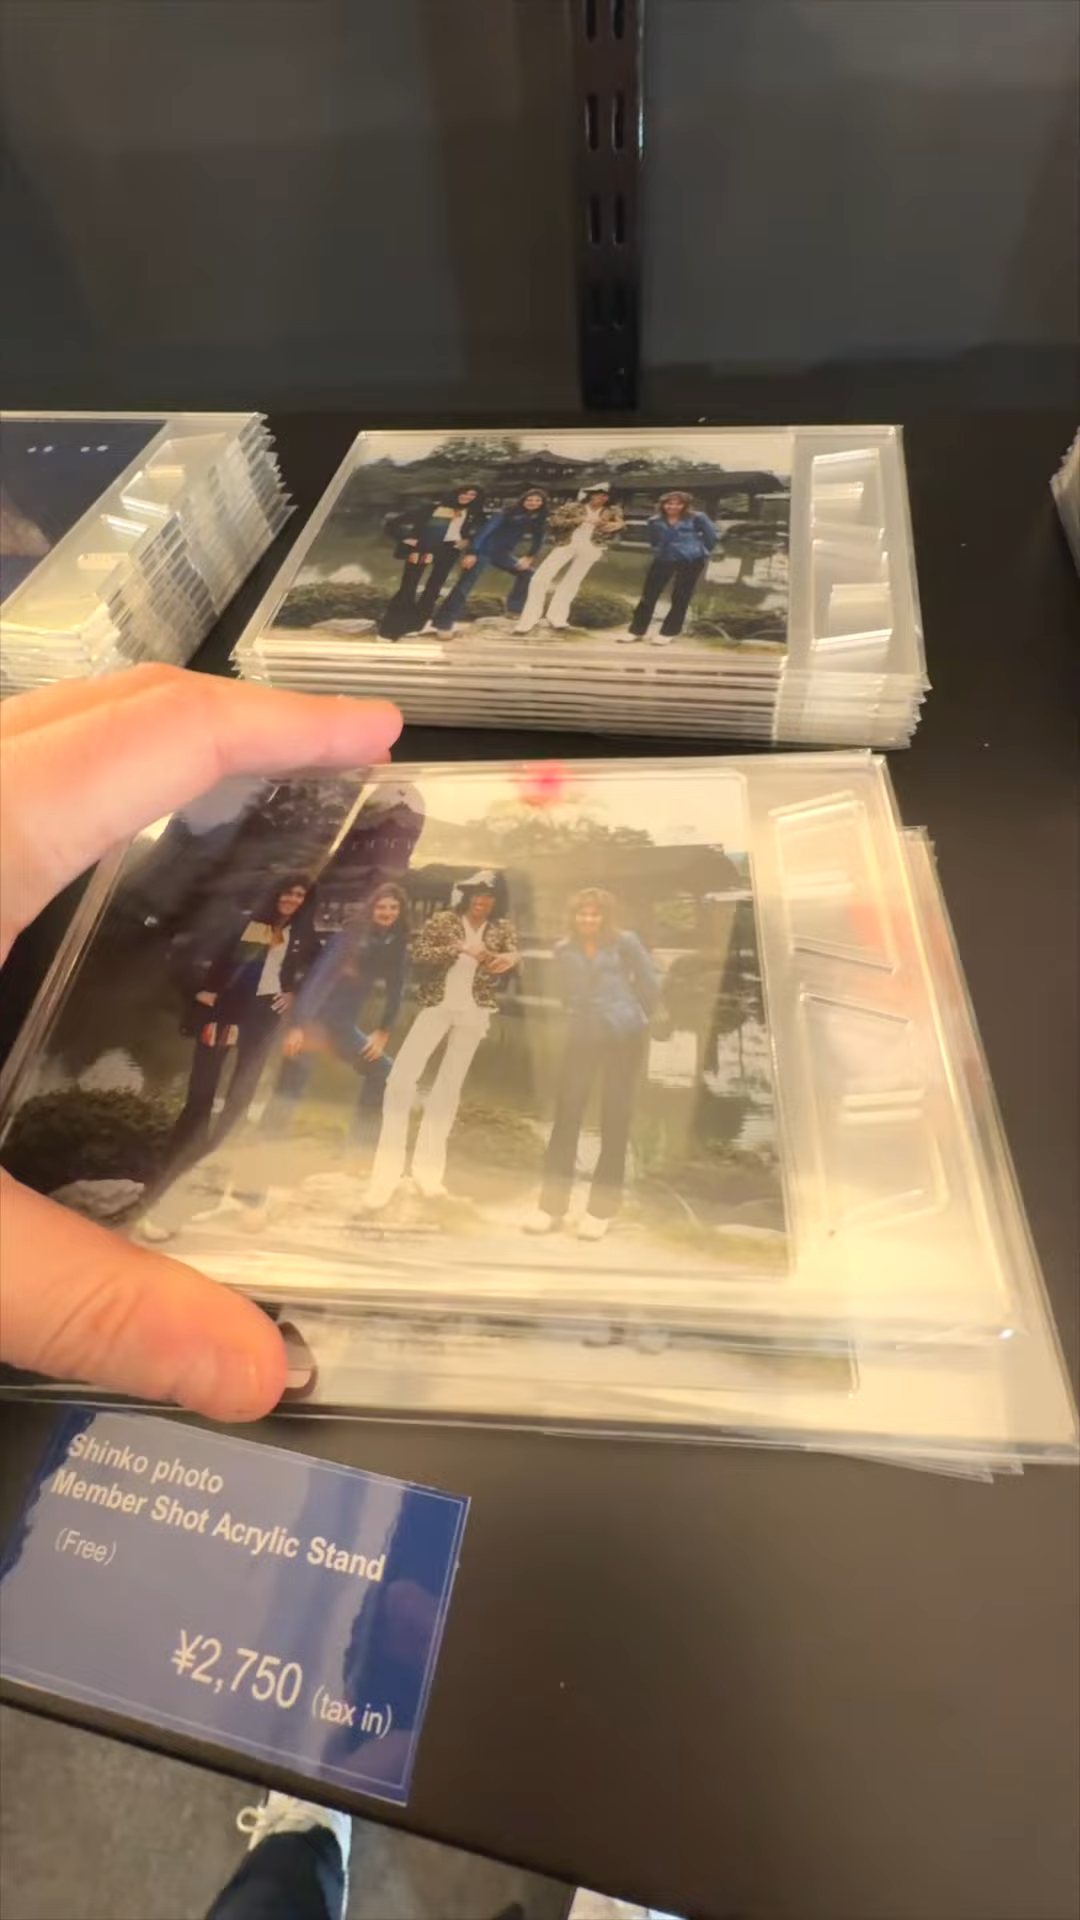 Shinko photo
Member Shot Acrylic Stand
(Free)
¥2,750 (tax in)